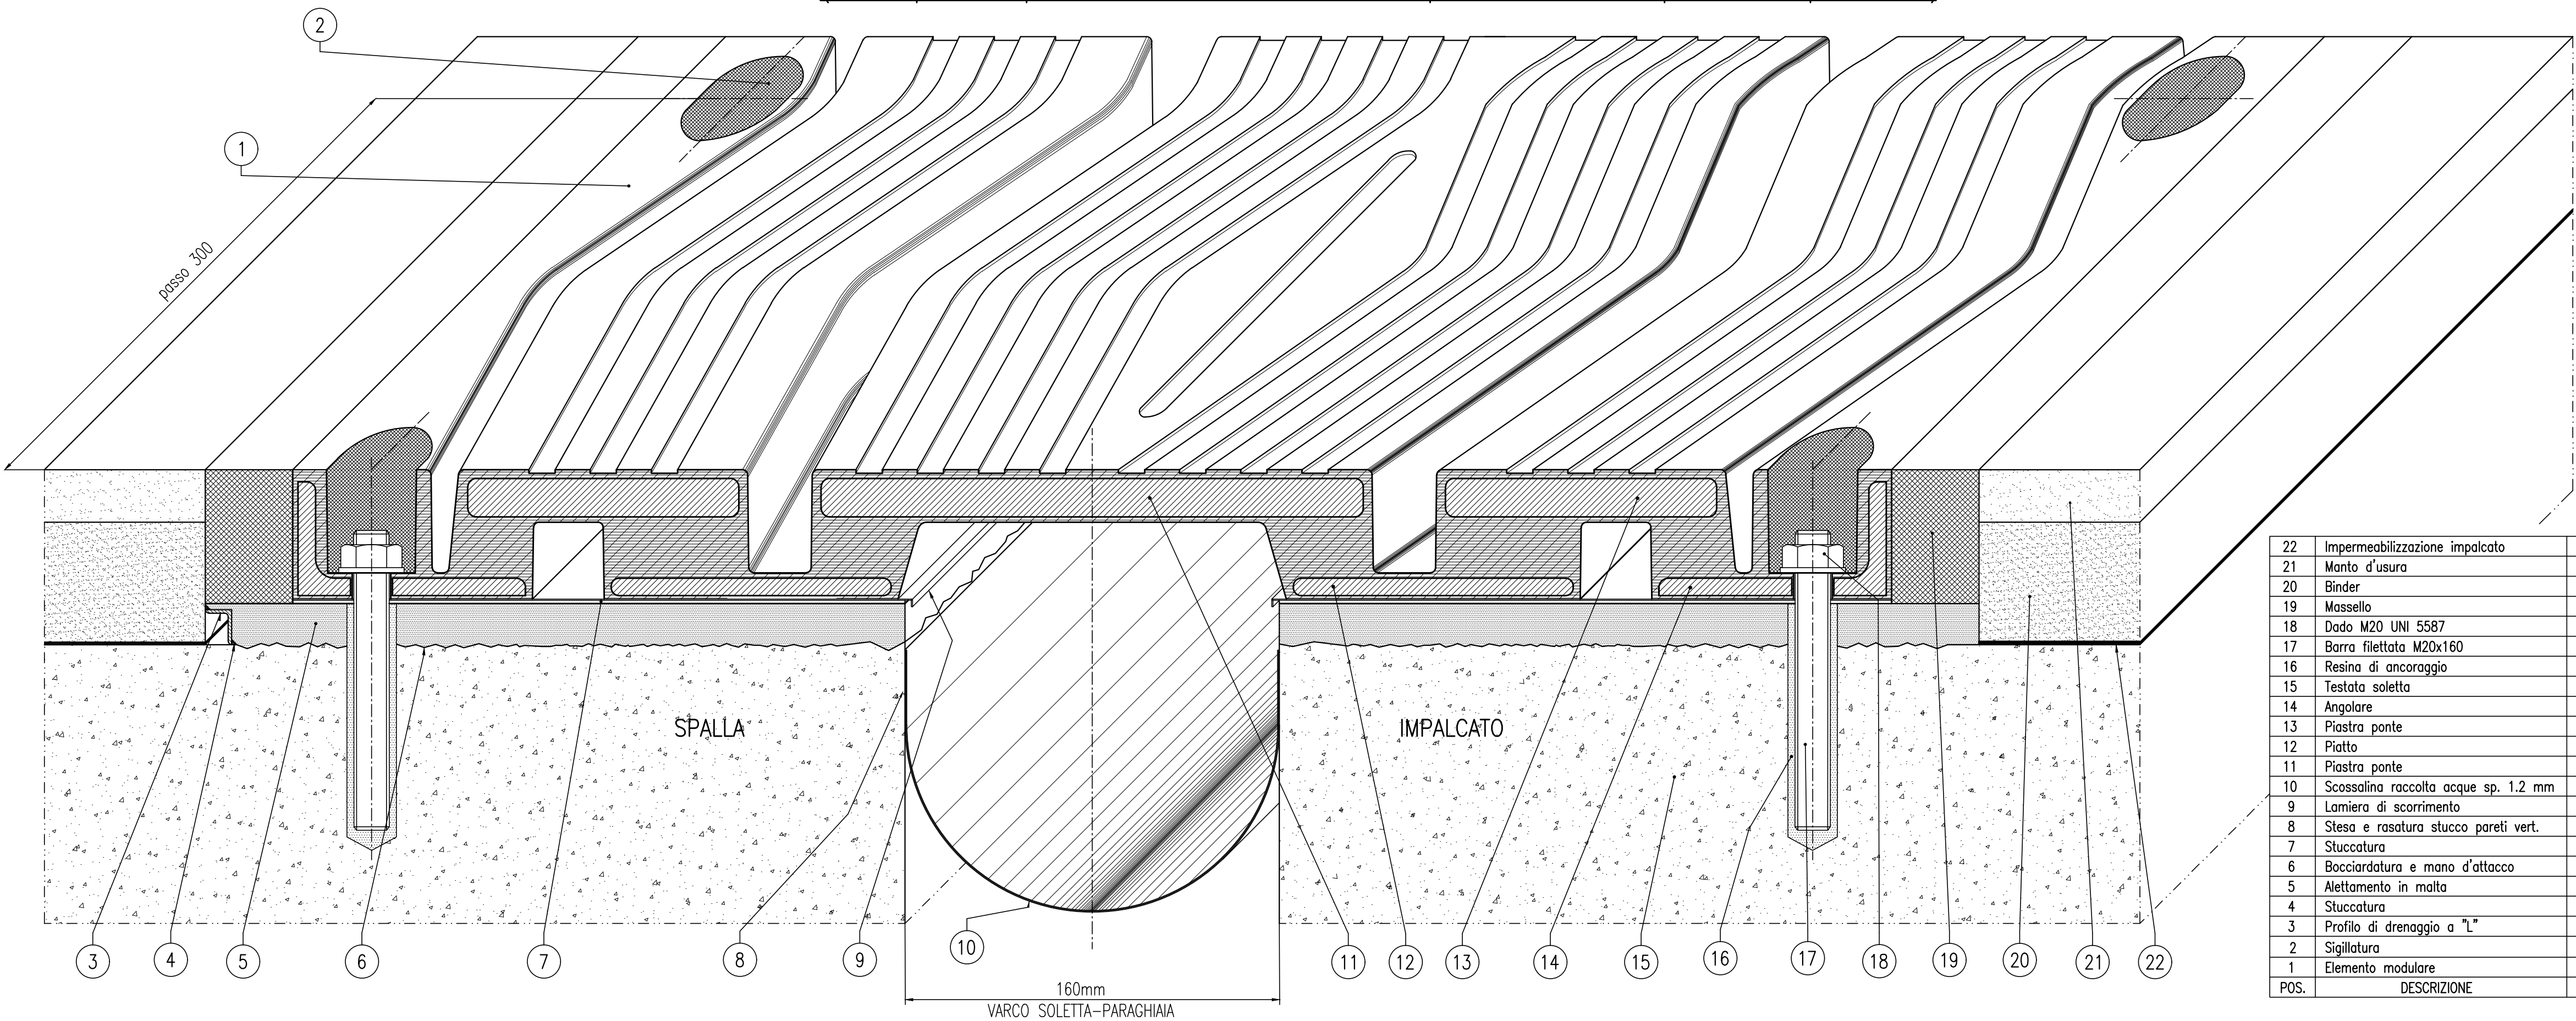 2
1
passo 300
SPALLA
IMPALCATO
3
4
5
6
7
8
9
10
11
12
13
14
15
16
17
18
19
20
21
22
160mm
VARCO SOLETTA-PARAGHIAIA
22 Impermeabilizzazione impalcato
21 Manto d'usura
20 Binder
19 Massello
18 Dado M20 UNI 5587
17 Barra filettata M20x160
16 Resina di ancoraggio
15 Testata soletta
14 Angolare
13 Piastra ponte
12 Piatto
11 Piastra ponte
10 Scossalina raccolta acque sp. 1.2 mm
9 Lamiera di scorrimento
8 Stesa e rasatura stucco pareti vert.
7 Stuccatura
6 Bocciardatura e mano d'attacco
5 Alettamento in malta
4 Stuccatura
3 Profilo di drenaggio a "L"
2 Sigillatura
1 Elemento modulare
POS. DESCRIZIONE